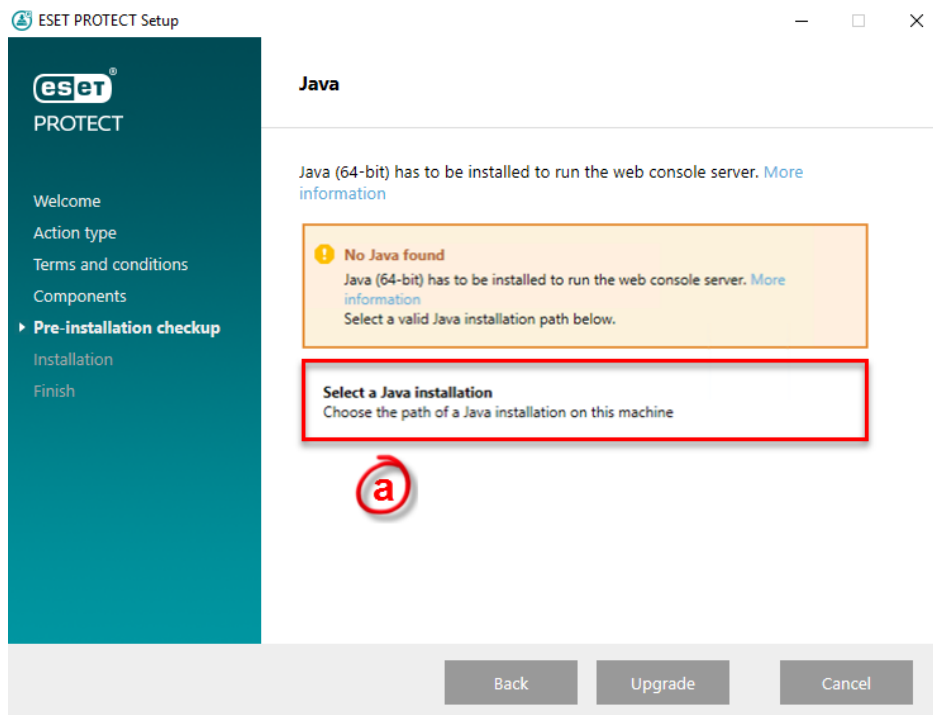 ESET PROTECT Setup
eseT®
PROTECT
Welcome
Action type
Terms and conditions
Components
Pre-installation checkup
Installation
Finish
Java
Java (64-bit) has to be installed to run the web console server. More
information
No Java found
Java (64-bit) has to be installed to run the web console server. More
information
Select a valid Java installation path below.
Select a Java installation
Choose the path of a Java installation on this machine
a
Back
Upgrade
Cancel